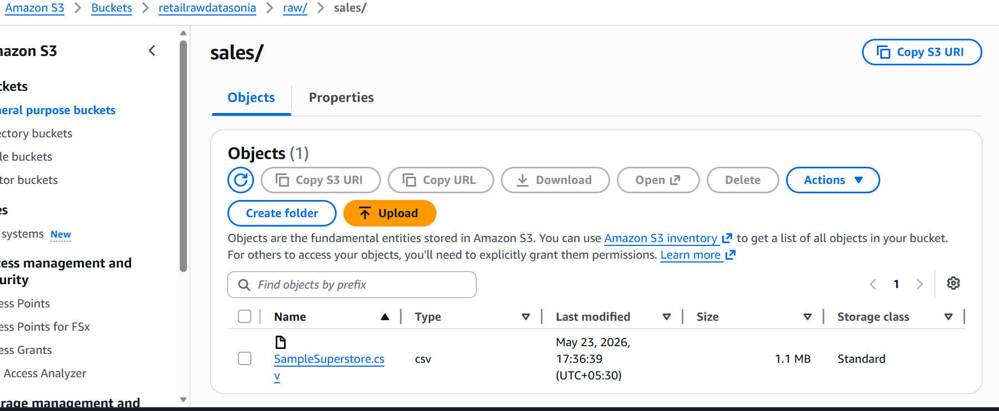 Amazon S3 > Buckets > retailrawdatasonia > raw/ > sales/
mazon S3
ckets
neral purpose buckets
ectory buckets
le buckets
tor buckets
es
systems New
cess management and
urity
ess Points
ess Points for FSx
ess Grants
Access Analyzer
rage management and
sales/
Copy S3 URI
Objects
Properties
Objects (1)
Copy S3 URI
Copy URL
Download
Open
Delete
Actions
Create folder
Upload
Objects are the fundamental entities stored in Amazon S3. You can use Amazon S3 inventory to get a list of all objects in your bucket.
For others to access your objects, you'll need to explicitly grant them permissions. Learn more
Find objects by prefix
1
Name
Type
Last modified
Size
Storage class
SampleSuperstore.cs
v
csv
May 23, 2026,
17:36:39
(UTC+05:30)
1.1 MB
Standard